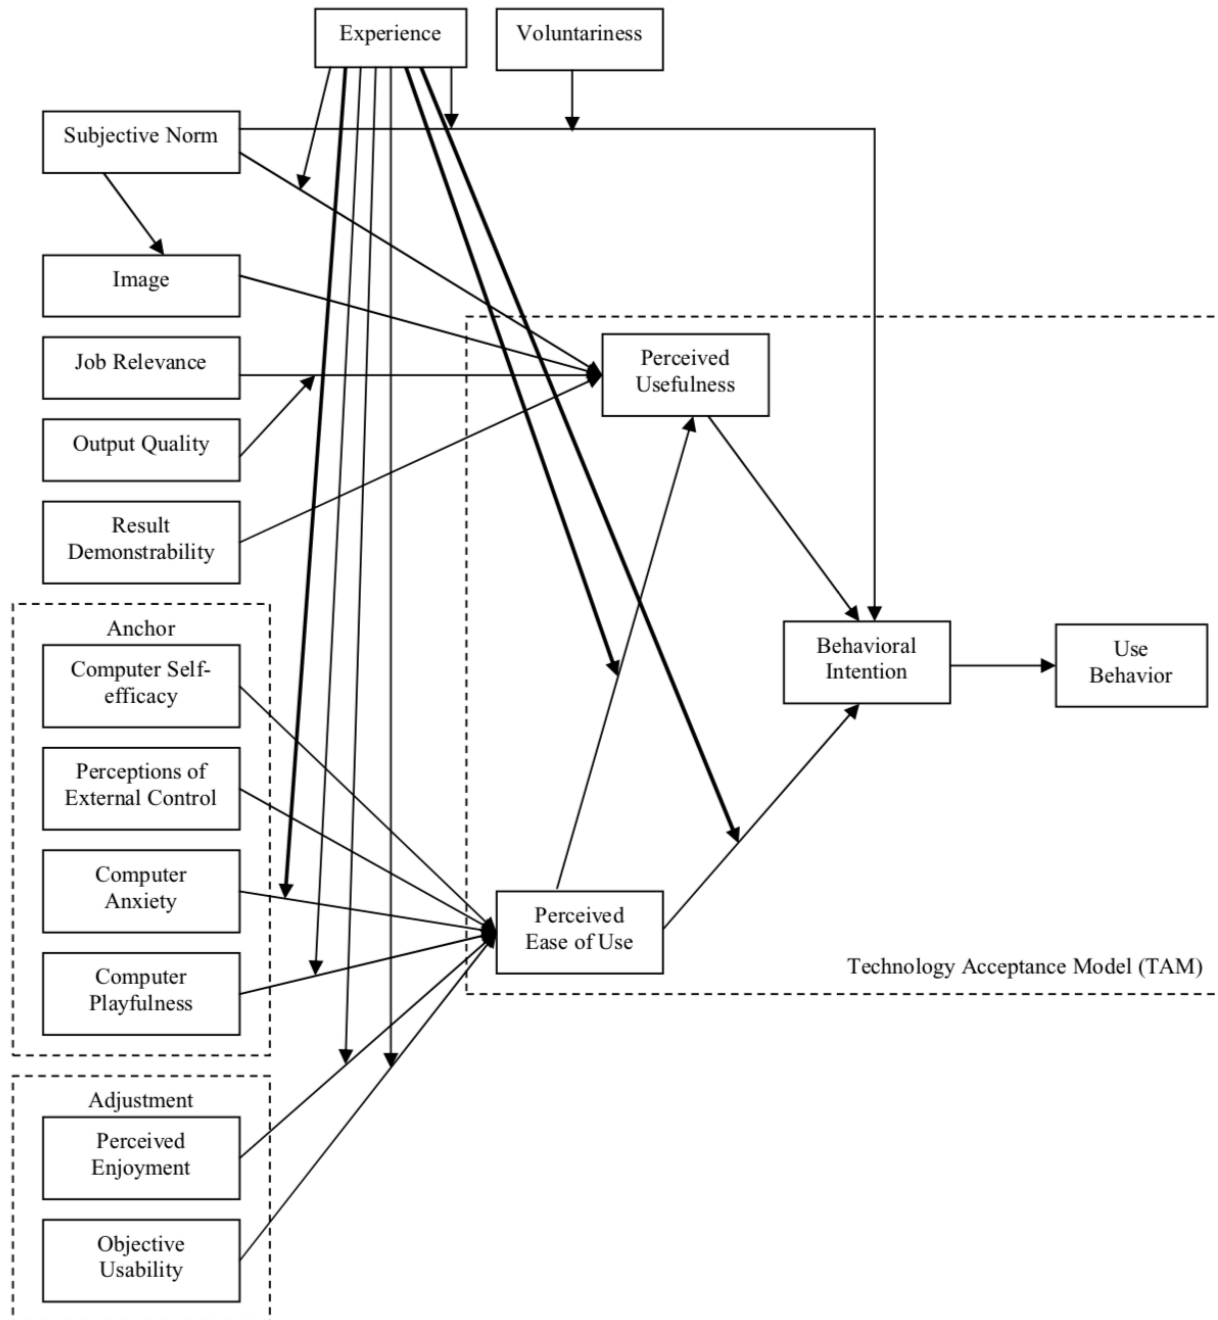 Experience
Voluntariness
Subjective Norm
Image
Job Relevance
Output Quality
Result
Demonstrability
Anchor
Computer Self-
efficacy
Perceptions of
External Control
Computer
Anxiety
Computer
Playfulness
Adjustment
Perceived
Enjoyment
Objective
Usability
Perceived
Usefulness
Behavioral
Intention
Use
Behavior
Perceived
Ease of Use
Technology Acceptance Model (TAM)